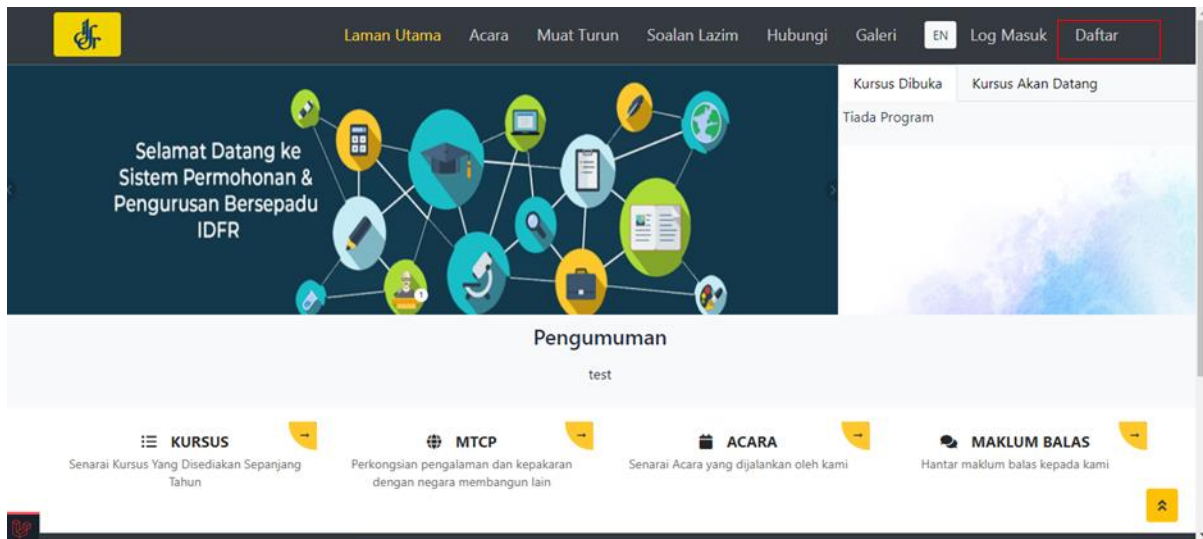 idfr
Laman Utama Acara Muat Turun Soalan Lazim Hubungi Galeri EN Log Masuk Daftar
Selamat Datang ke
Sistem Permohonan &
Pengurusan Bersepadu
IDFR
1
Kursus Dibuka Kursus Akan Datang
Tiada Program
Pengumuman
test
KURSUS
Senarai Kursus Yang Disediakan Sepanjang
Tahun
MTCP
Perkongsian pengalaman dan kepakaran
dengan negara membangun lain
ACARA
Senarai Acara yang dijalankan oleh kami
MAKLUM BALAS
Hantar maklum balas kepada kami